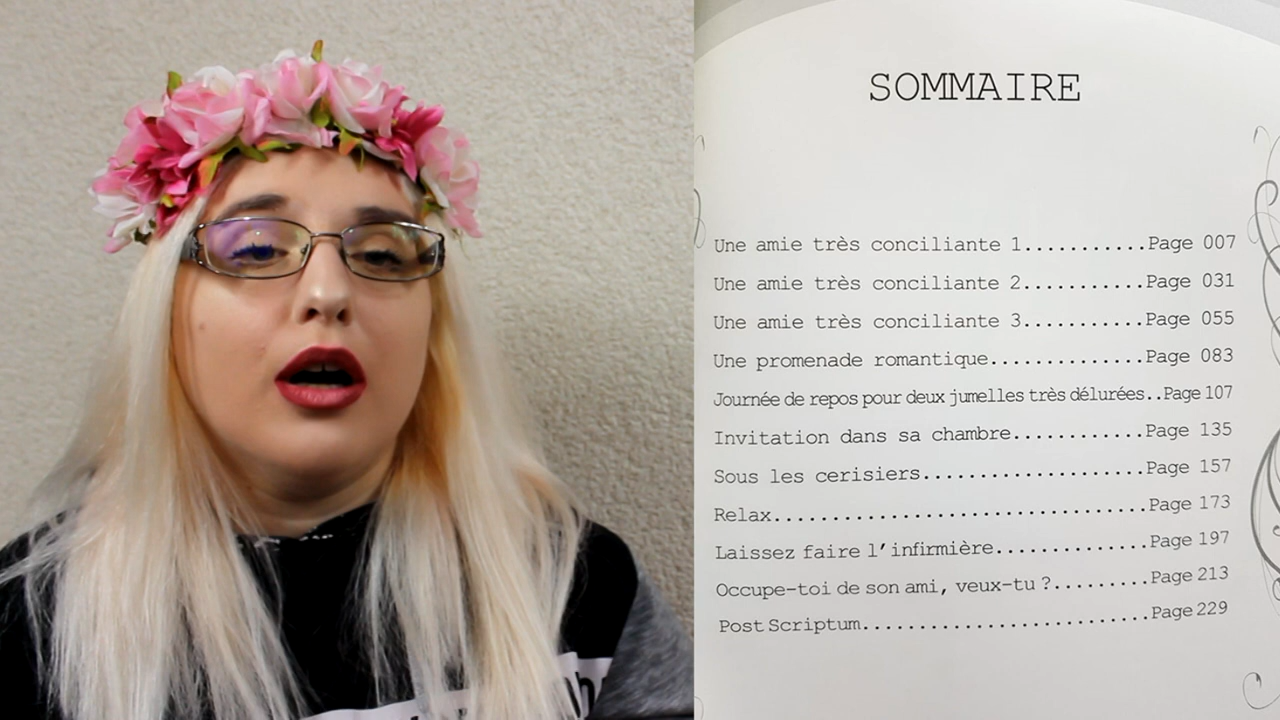 SOMMAIRE
Une amie très conciliante 1...........Page 007
Une amie très conciliante 2...........Page 031
Une amie très conciliante 3...........Page 055
Une promenade romantique..............Page 083
Journée de repos pour deux jumelles très délurées..Page 107
Invitation dans sa chambre............Page 135
Sous les cerisiers....................Page 157
Relax.................................Page 173
Laissez faire l'infirmière.............Page 197
Occupe-toi de son ami, veux-tu ?.........Page 213
Post Scriptum.........................Page 229